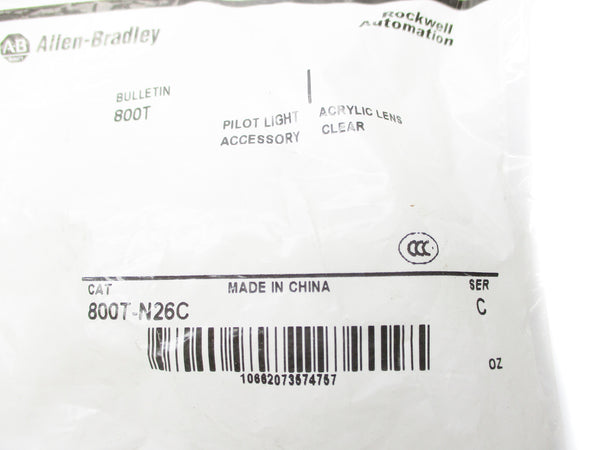 AB Allen-Bradley
Rockwell
Automation
BULLETIN
800T
PILOT LIGHT
ACCESSORY
ACRYLIC LENS
CLEAR
CCC
CAT
MADE IN CHINA
SER
800T-N26C
C
10662073574757
OZ